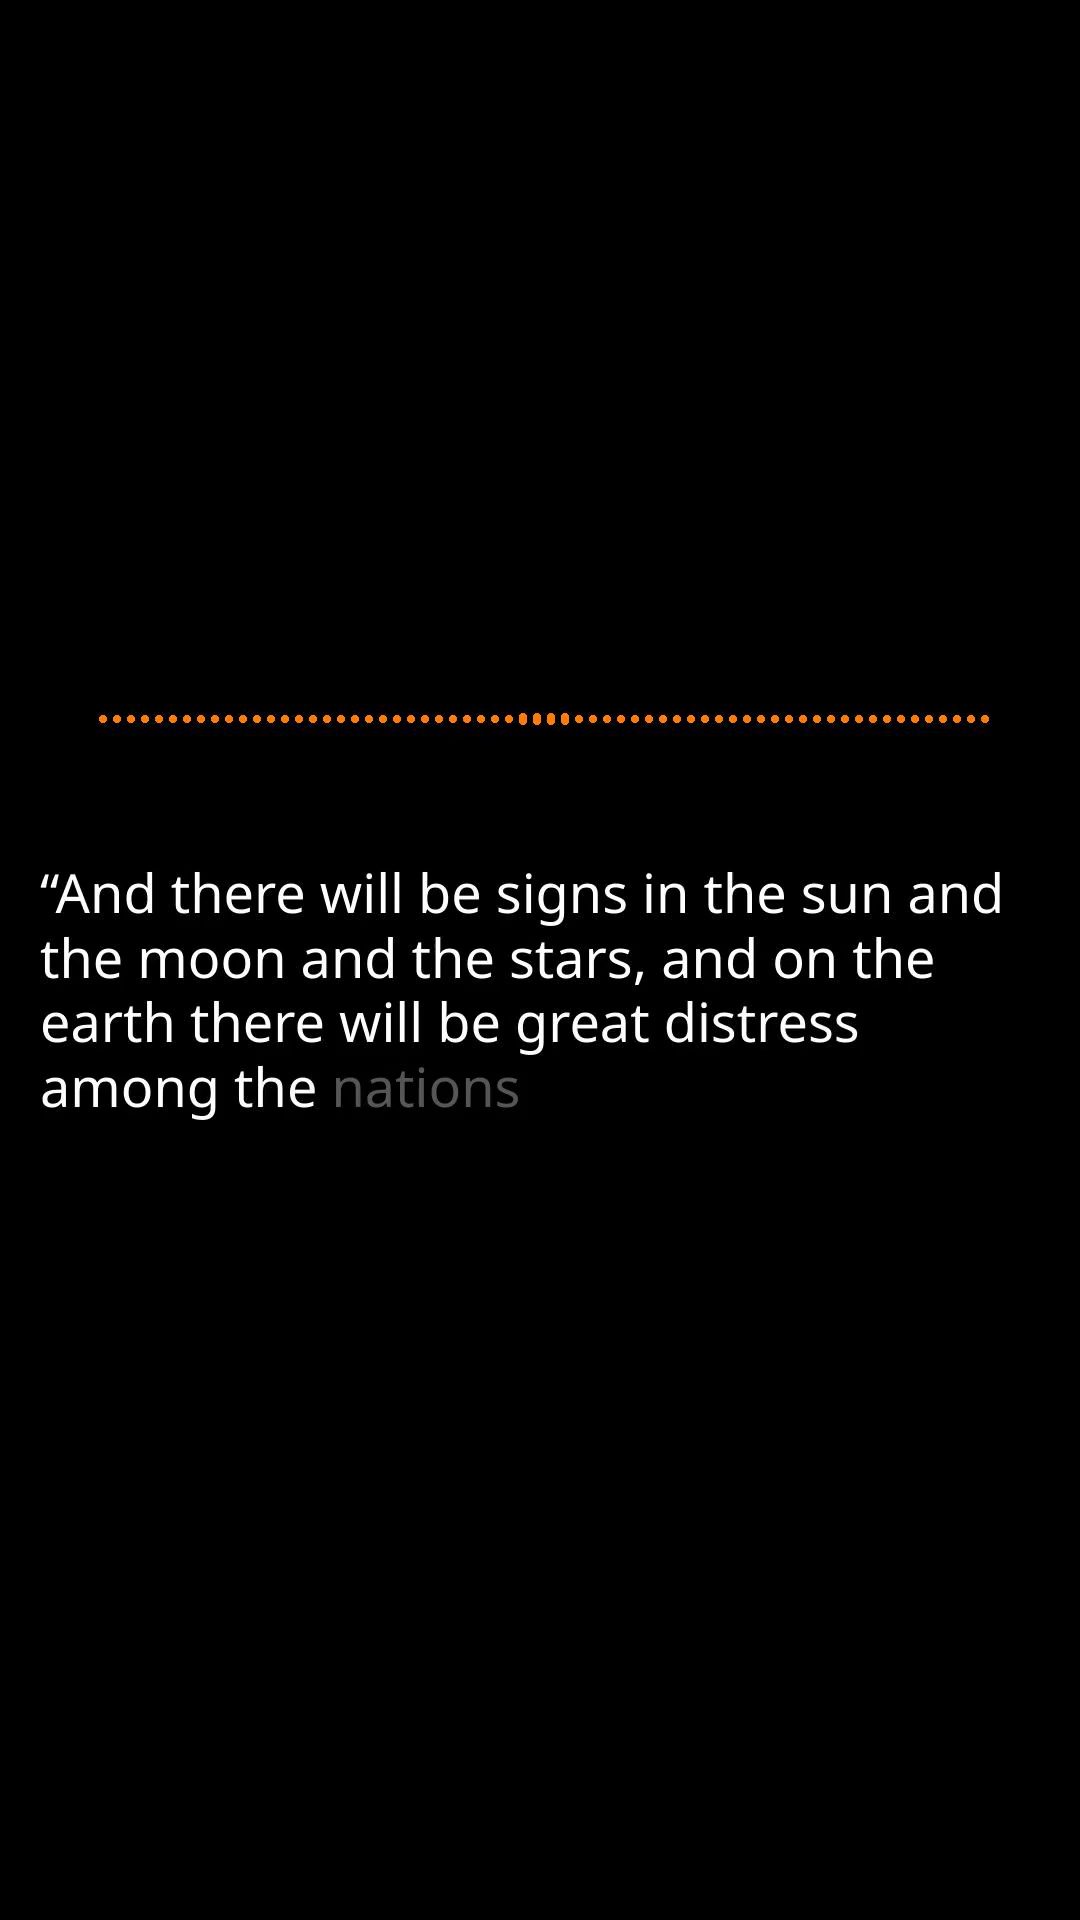 “And there will be signs in the sun and
the moon and the stars, and on the
earth there will be great distress
among the nations